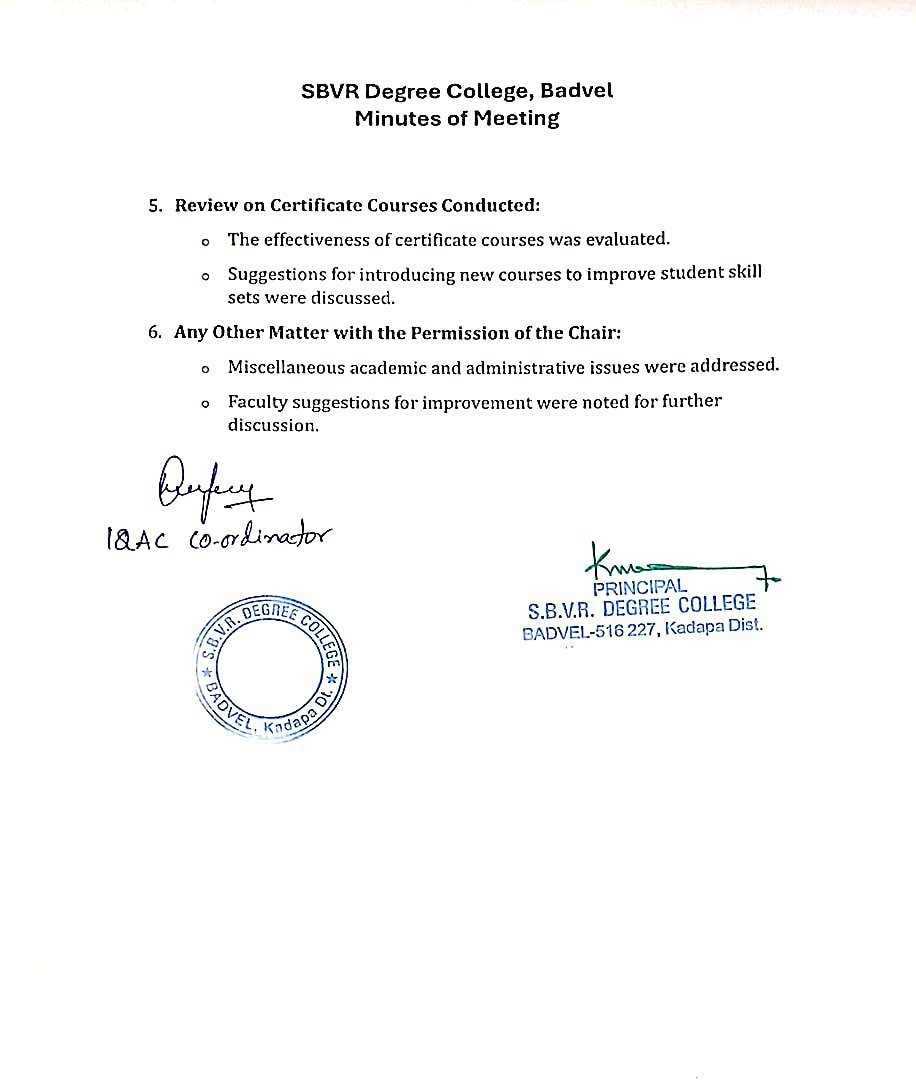 SBVR Degree College, Badvel
Minutes of Meeting
5. Review on Certificate Courses Conducted:
o The effectiveness of certificate courses was evaluated.
o Suggestions for introducing new courses to improve student skill
sets were discussed.
6. Any Other Matter with the Permission of the Chair:
o Miscellaneous academic and administrative issues were addressed.
o Faculty suggestions for improvement were noted for further
discussion.
IQAC Co-ordinator
PRINCIPAL
S.B.V.R. DEGREE COLLEGE
BADVEL-516 227, Kadapa Dist.
S.B.V.R. DEGREE COLLEGE
★ BADVEL, Kadapa Dt. ★